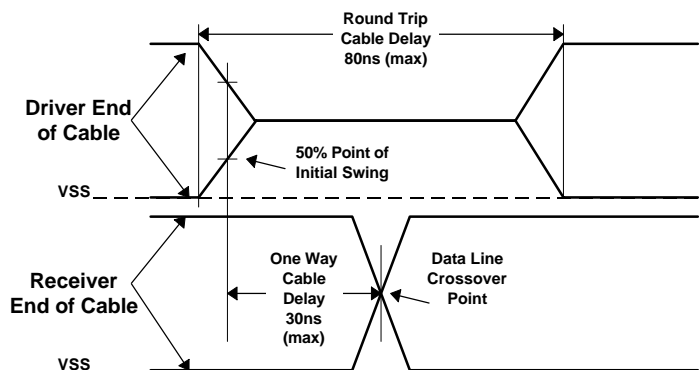 Round Trip
Cable Delay
80ns (max)
Driver End
of Cable
50% Point of
Initial Swing
VSS
One Way
Cable
Delay
30ns
(max)
Data Line
Crossover
Point
Receiver
End of Cable
VSS